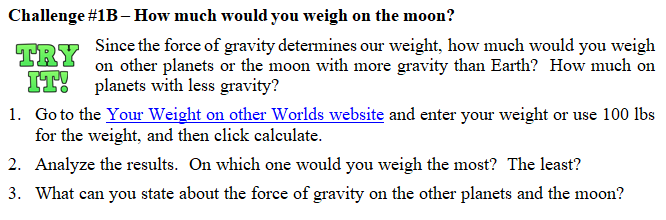 Challenge #1B – How much would you weigh on the moon?
TRY IT!
Since the force of gravity determines our weight, how much would you weigh
on other planets or the moon with more gravity than Earth? How much on
planets with less gravity?
1. Go to the Your Weight on other Worlds website and enter your weight or use 100 lbs
for the weight, and then click calculate.
2. Analyze the results. On which one would you weigh the most? The least?
3. What can you state about the force of gravity on the other planets and the moon?